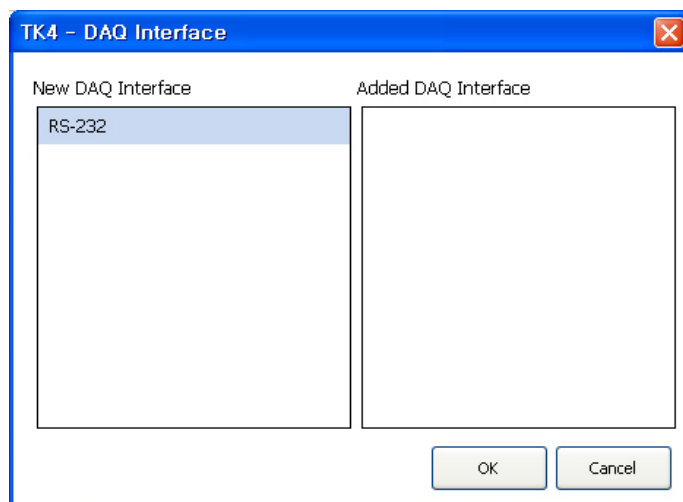 TK4 - DAQ Interface
New DAQ Interface
Added DAQ Interface
RS-232
OK
Cancel